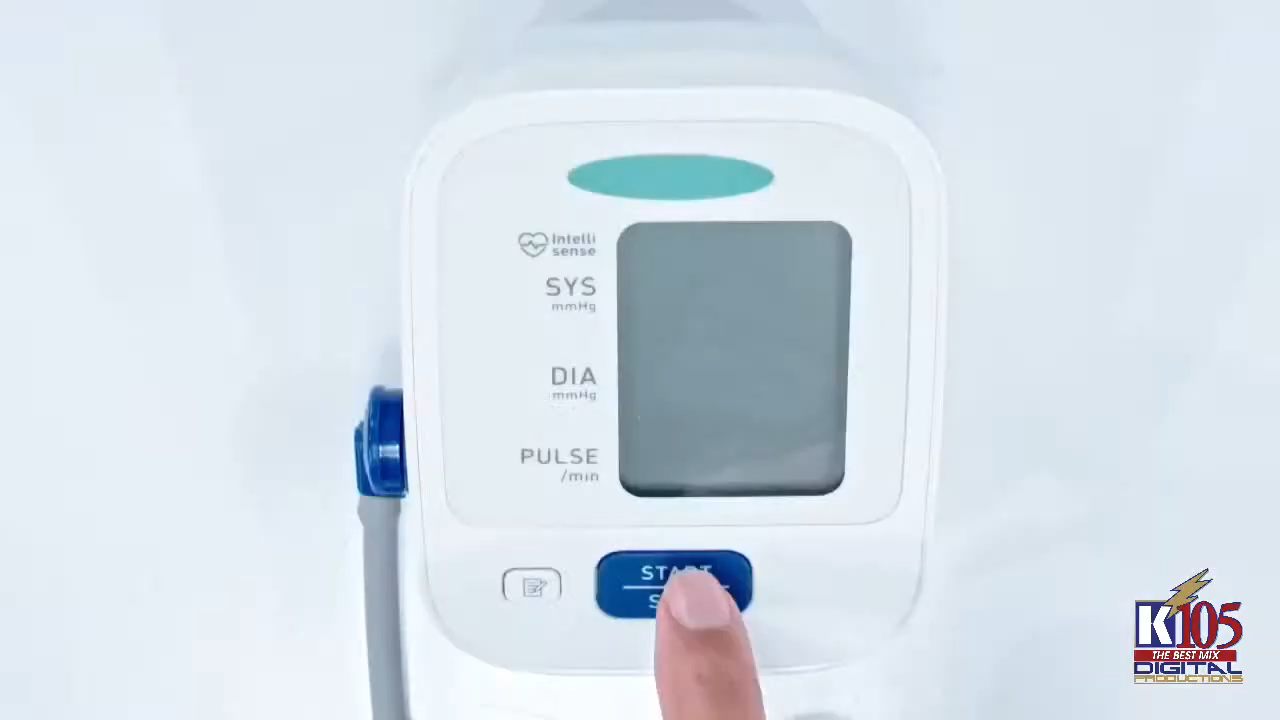 Intelli
sense
SYS
mmHg
DIA
mmHg
PULSE
/min
START
K105
THE BEST MIX
DIGITAL
PRODUCTIONS